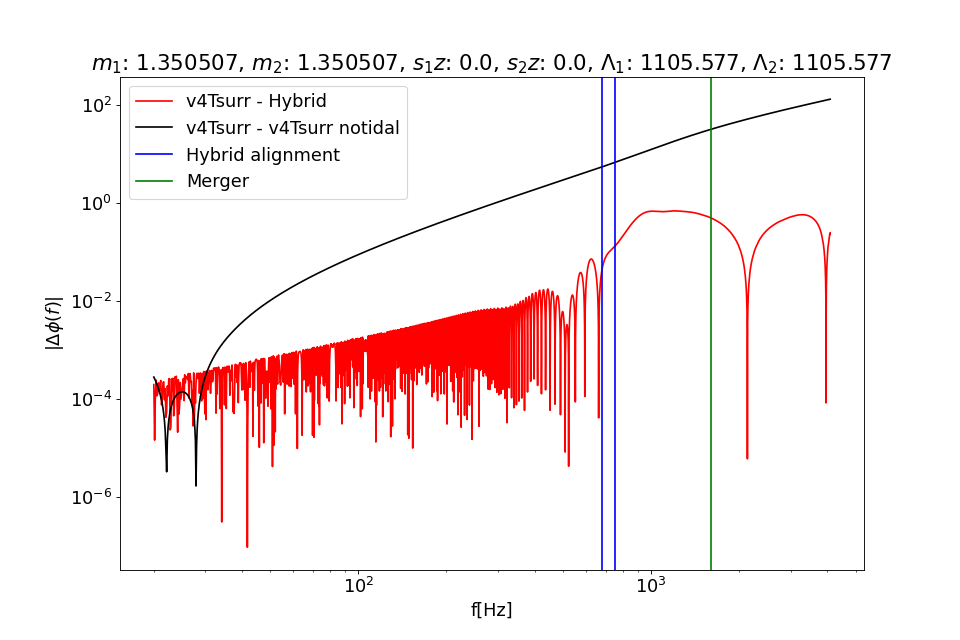 m₁: 1.350507, m₂: 1.350507, s₁z: 0.0, s₂z: 0.0, Λ₁: 1105.577, Λ₂: 1105.577
v4Tsurr - Hybrid
v4Tsurr - v4Tsurr notidal
Hybrid alignment
Merger
|Δϕ(f)|
10²
10⁰
10⁻²
10⁻⁴
10⁻⁶
10²
10³
f[Hz]